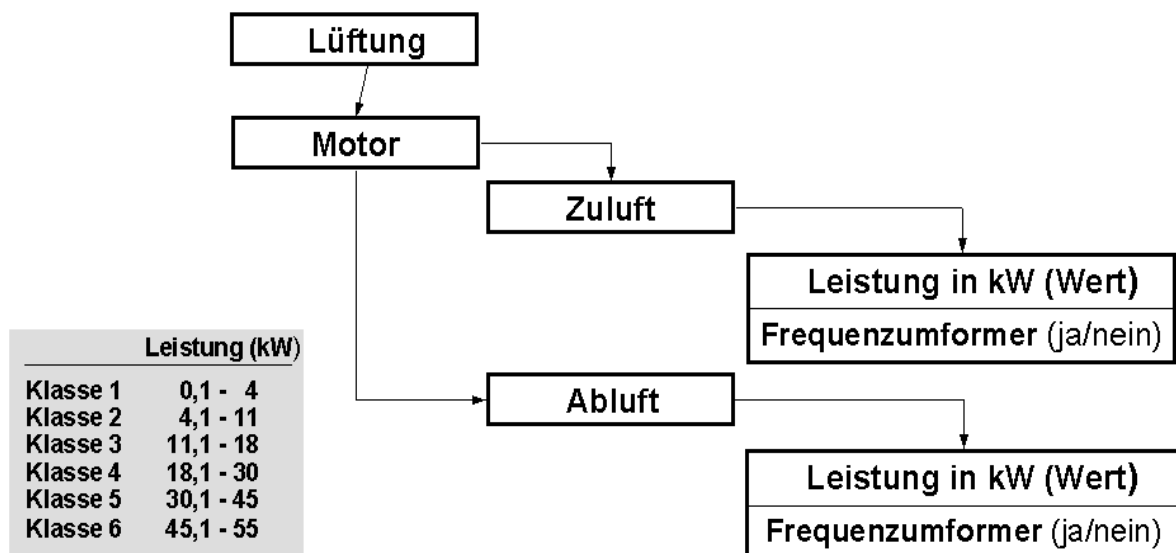 Lüftung
Motor
Zuluft
Leistung in kW (Wert)
Frequenzumformer (ja/nein)
Abluft
Leistung in kW (Wert)
Frequenzumformer (ja/nein)
Leistung (kW)
Klasse 1 0,1 - 4
Klasse 2 4,1 - 11
Klasse 3 11,1 - 18
Klasse 4 18,1 - 30
Klasse 5 30,1 - 45
Klasse 6 45,1 - 55